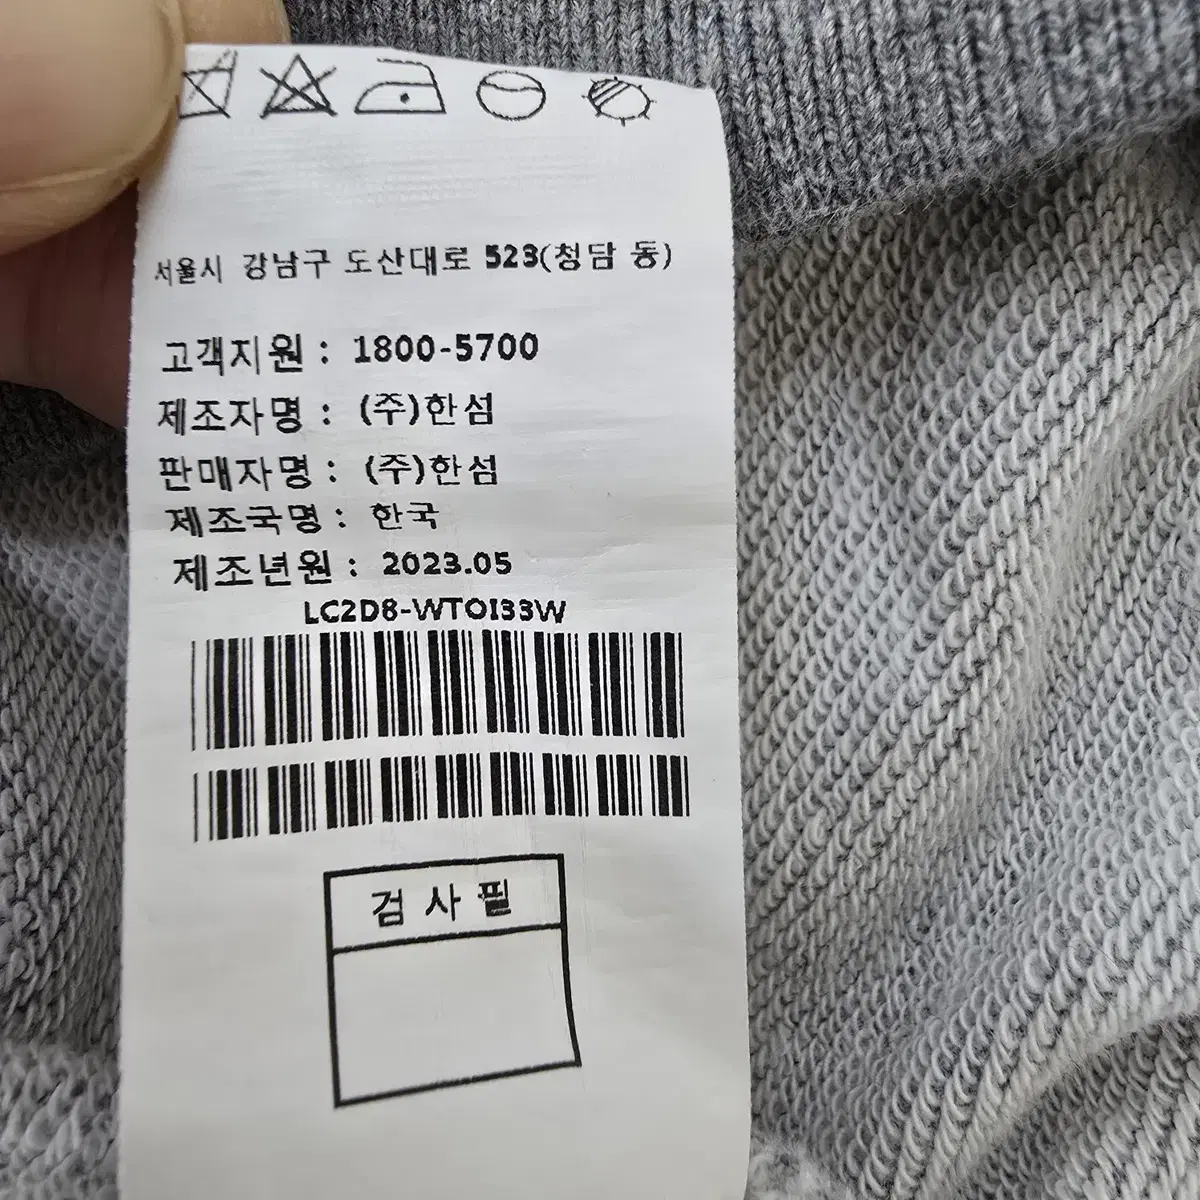 서울시 강남구 도산대로 523(청담 동)
고객지원 : 1800-5700
제조자명 : (주)한섬
판매자명 : (주)한섬
제조국명 : 한국
제조년원 : 2023.05
LC2D8-WTOI33W
검 사 필